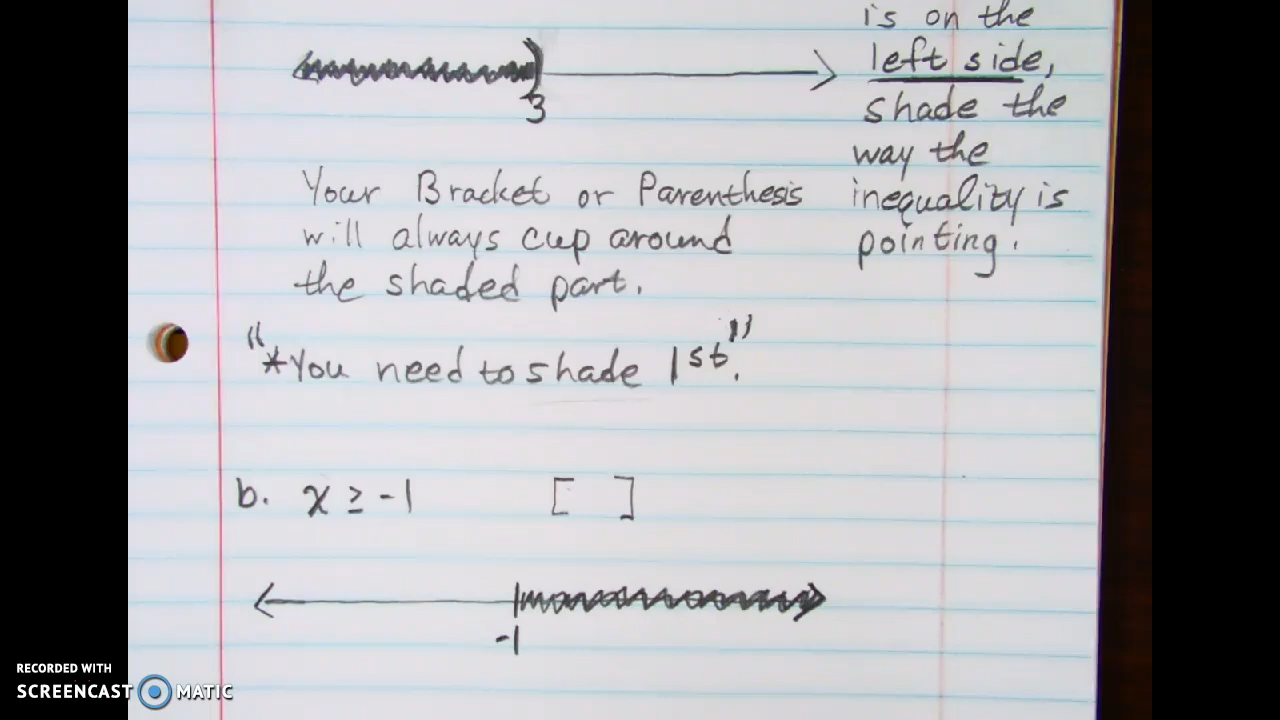 is on the
left side,
shade the
way the
inequality is
pointing.
3
Your Bracket or Parenthesis
will always cup around
the shaded part.
"*You need to shade 1st."
b. x ≥ -1 [ ]
-1
RECORDED WITH
SCREENCAST MATIC